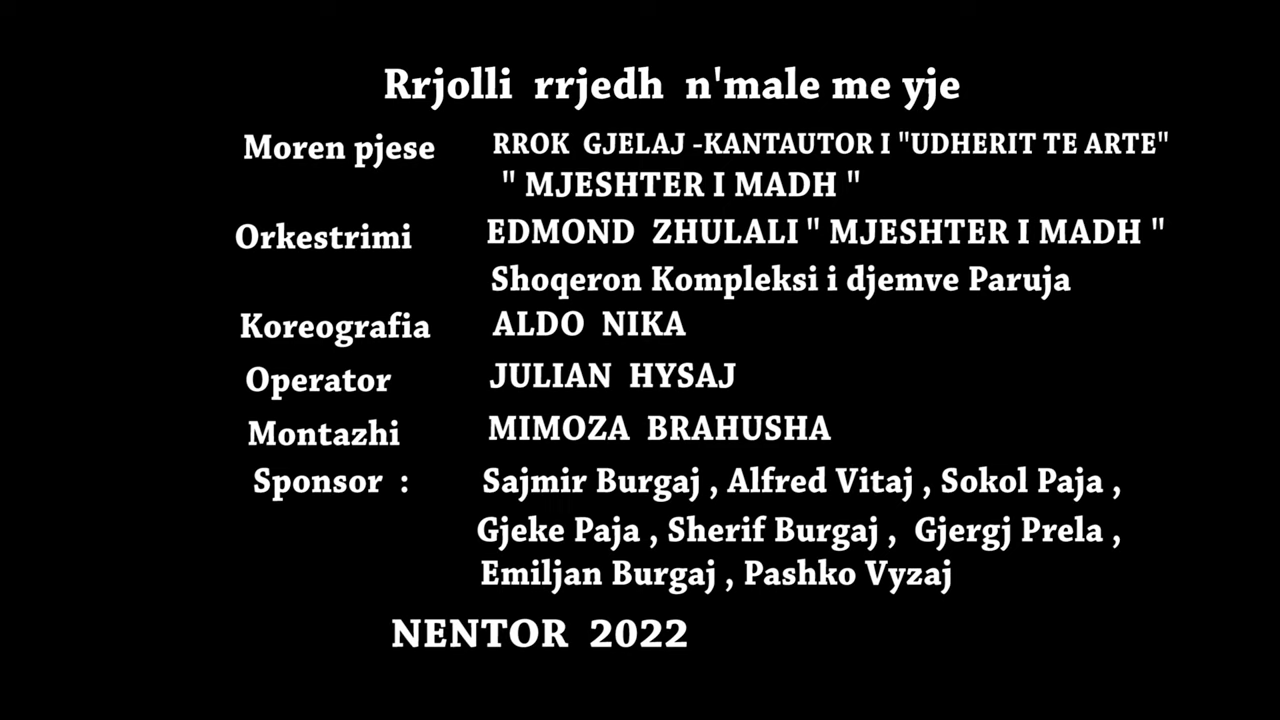 Rrjolli rrjedh n'male me yje
Moren pjese RROK GJELAJ -KANTAUTOR I "UDHERIT TE ARTE"
" MJESHTER I MADH "
Orkestrimi EDMOND ZHULALI " MJESHTER I MADH "
Shoqeron Kompleksi i djemve Paruja
Koreografia ALDO NIKA
Operator JULIAN HYSAJ
Montazhi MIMOZA BRAHUSHA
Sponsor : Sajmir Burgaj , Alfred Vitaj , Sokol Paja ,
Gjeke Paja , Sherif Burgaj , Gjergj Prela ,
Emiljan Burgaj , Pashko Vyzaj
NENTOR 2022